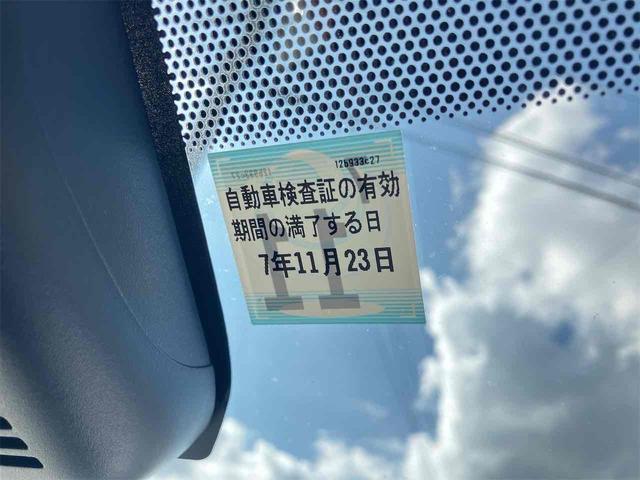 12b933c27
自動車検査証の有効
期間の満了する日
7年11月23日